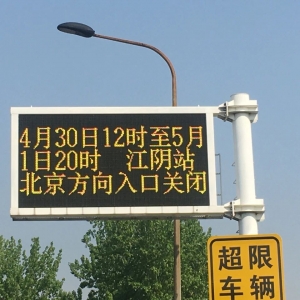 4月30日12时至5月
1日20时 江阴站
北京方向入口关闭
超限
车辆